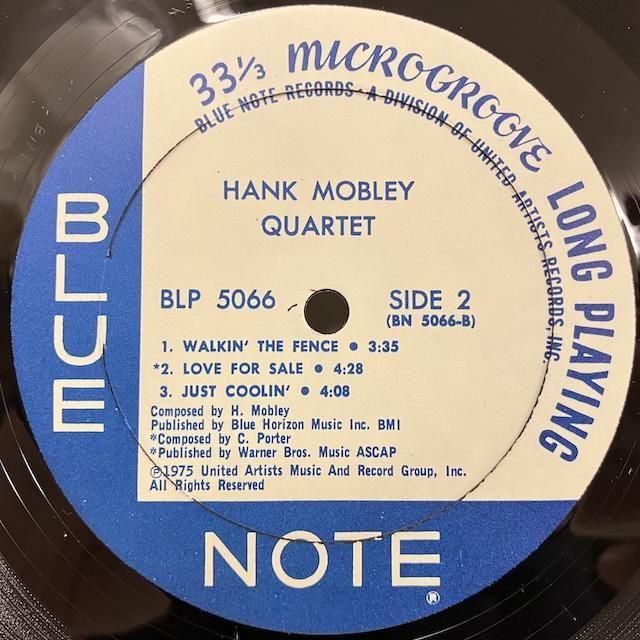 33 1/3 MICROGROOVE LONG PLAYING
BLUE NOTE RECORDS • A DIVISION OF UNITED ARTISTS RECORDS, INC.
HANK MOBLEY
QUARTET
BLP 5066
SIDE 2
(BN 5066-B)
1. WALKIN' THE FENCE • 3:35
*2. LOVE FOR SALE • 4:28
3. JUST COOLIN' • 4:08
Composed by H. Mobley
Published by Blue Horizon Music Inc. BMI
*Composed by C. Porter
*Published by Warner Bros. Music ASCAP
℗1975 United Artists Music And Record Group, Inc.
All Rights Reserved
BLUE
NOTE®